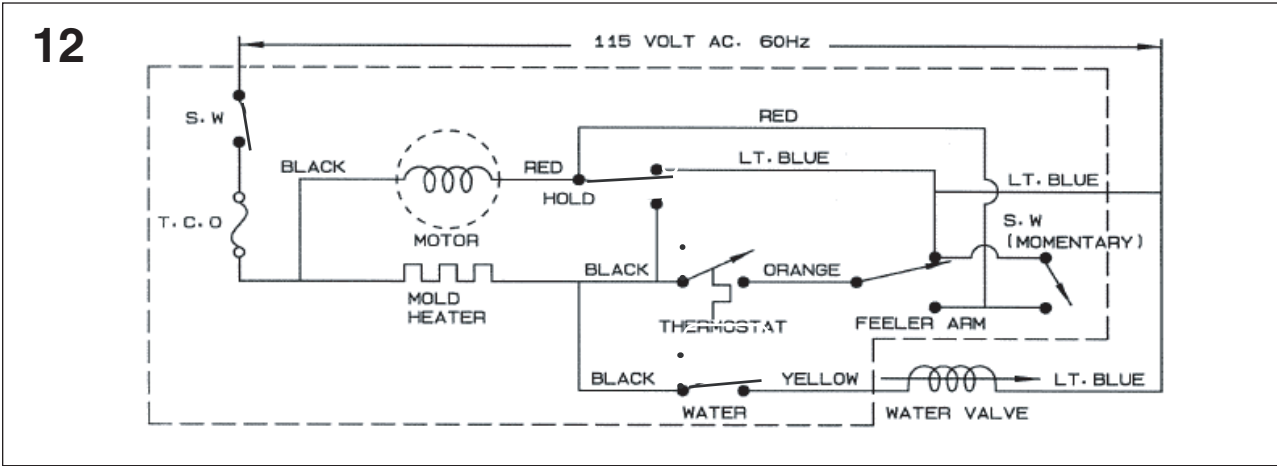 12
115 VOLT AC. 60Hz
S.W
RED
BLACK
RED
LT. BLUE
HOLD
LT. BLUE
T.C.O
MOTOR
S.W
(MOMENTARY)
BLACK
ORANGE
MOLD
HEATER
THERMOSTAT
FEELER ARM
BLACK
YELLOW
LT. BLUE
WATER
WATER VALVE